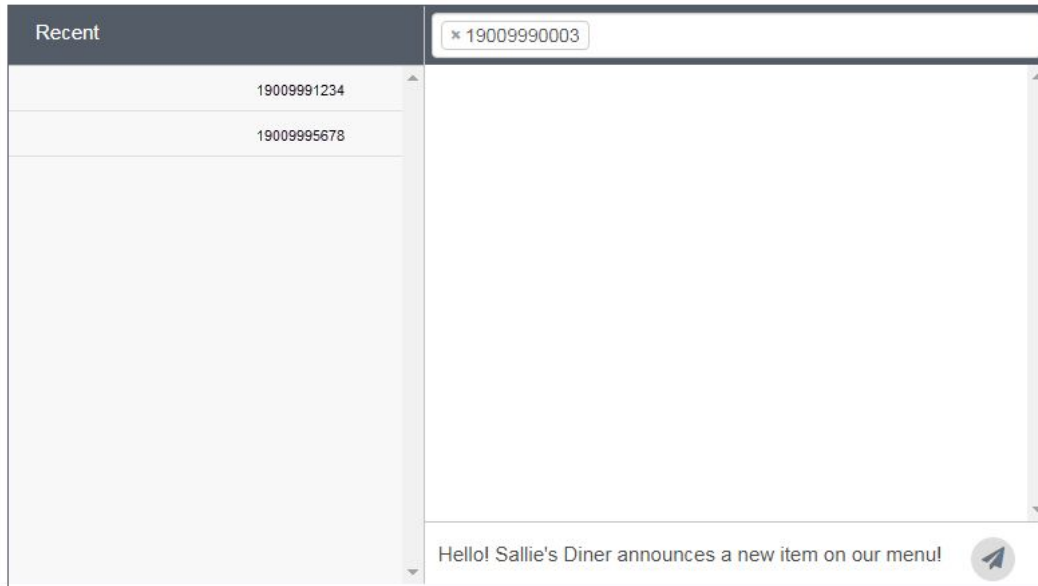 Recent
× 19009990003
19009991234
19009995678
Hello! Sallie's Diner announces a new item on our menu!